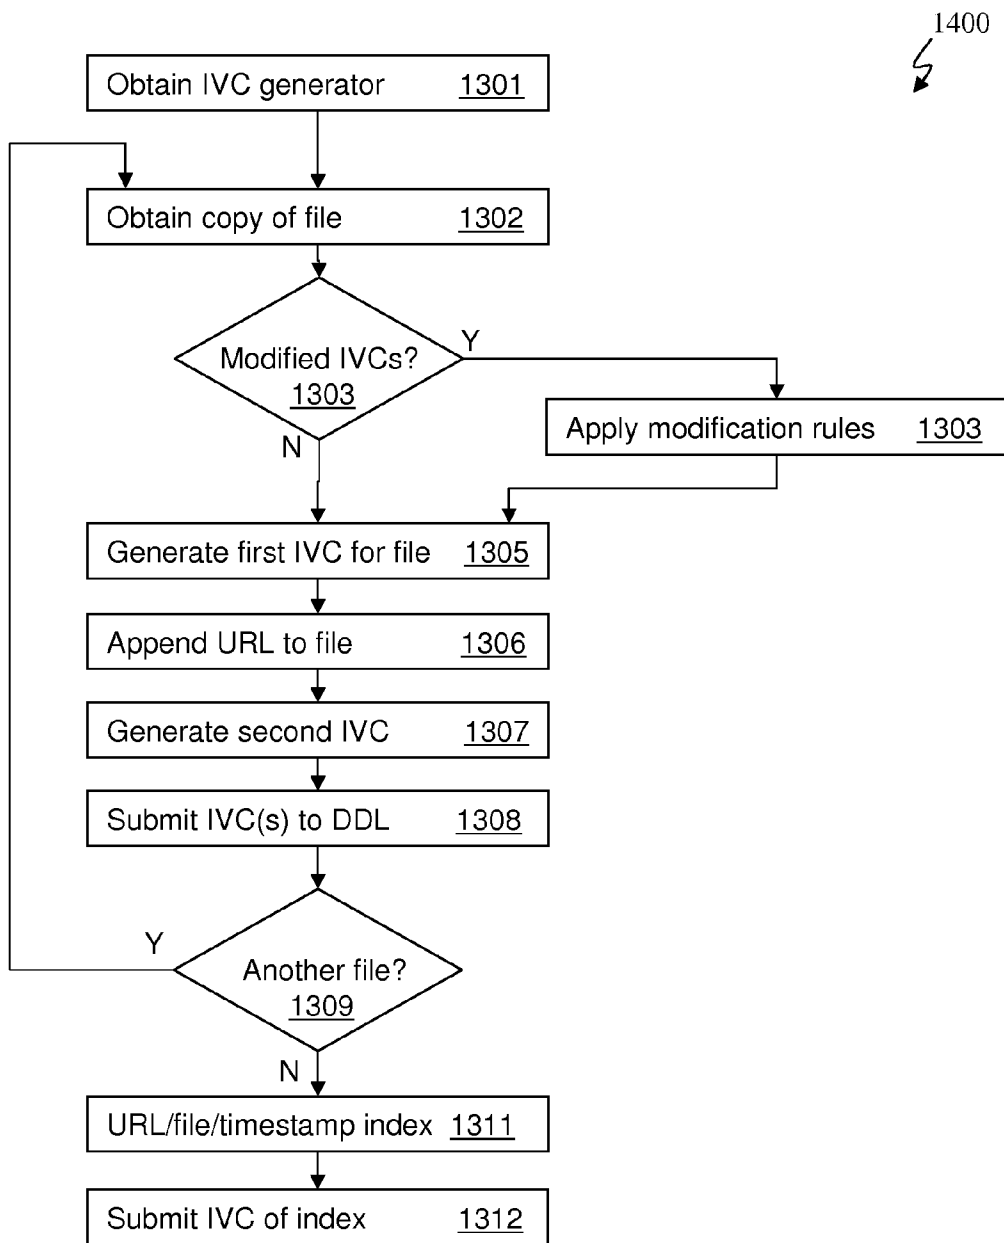 1400
Obtain IVC generator 1301
Obtain copy of file 1302
Modified IVCs?
1303
Y
N
Apply modification rules 1303
Generate first IVC for file 1305
Append URL to file 1306
Generate second IVC 1307
Submit IVC(s) to DDL 1308
Another file?
1309
Y
N
URL/file/timestamp index 1311
Submit IVC of index 1312